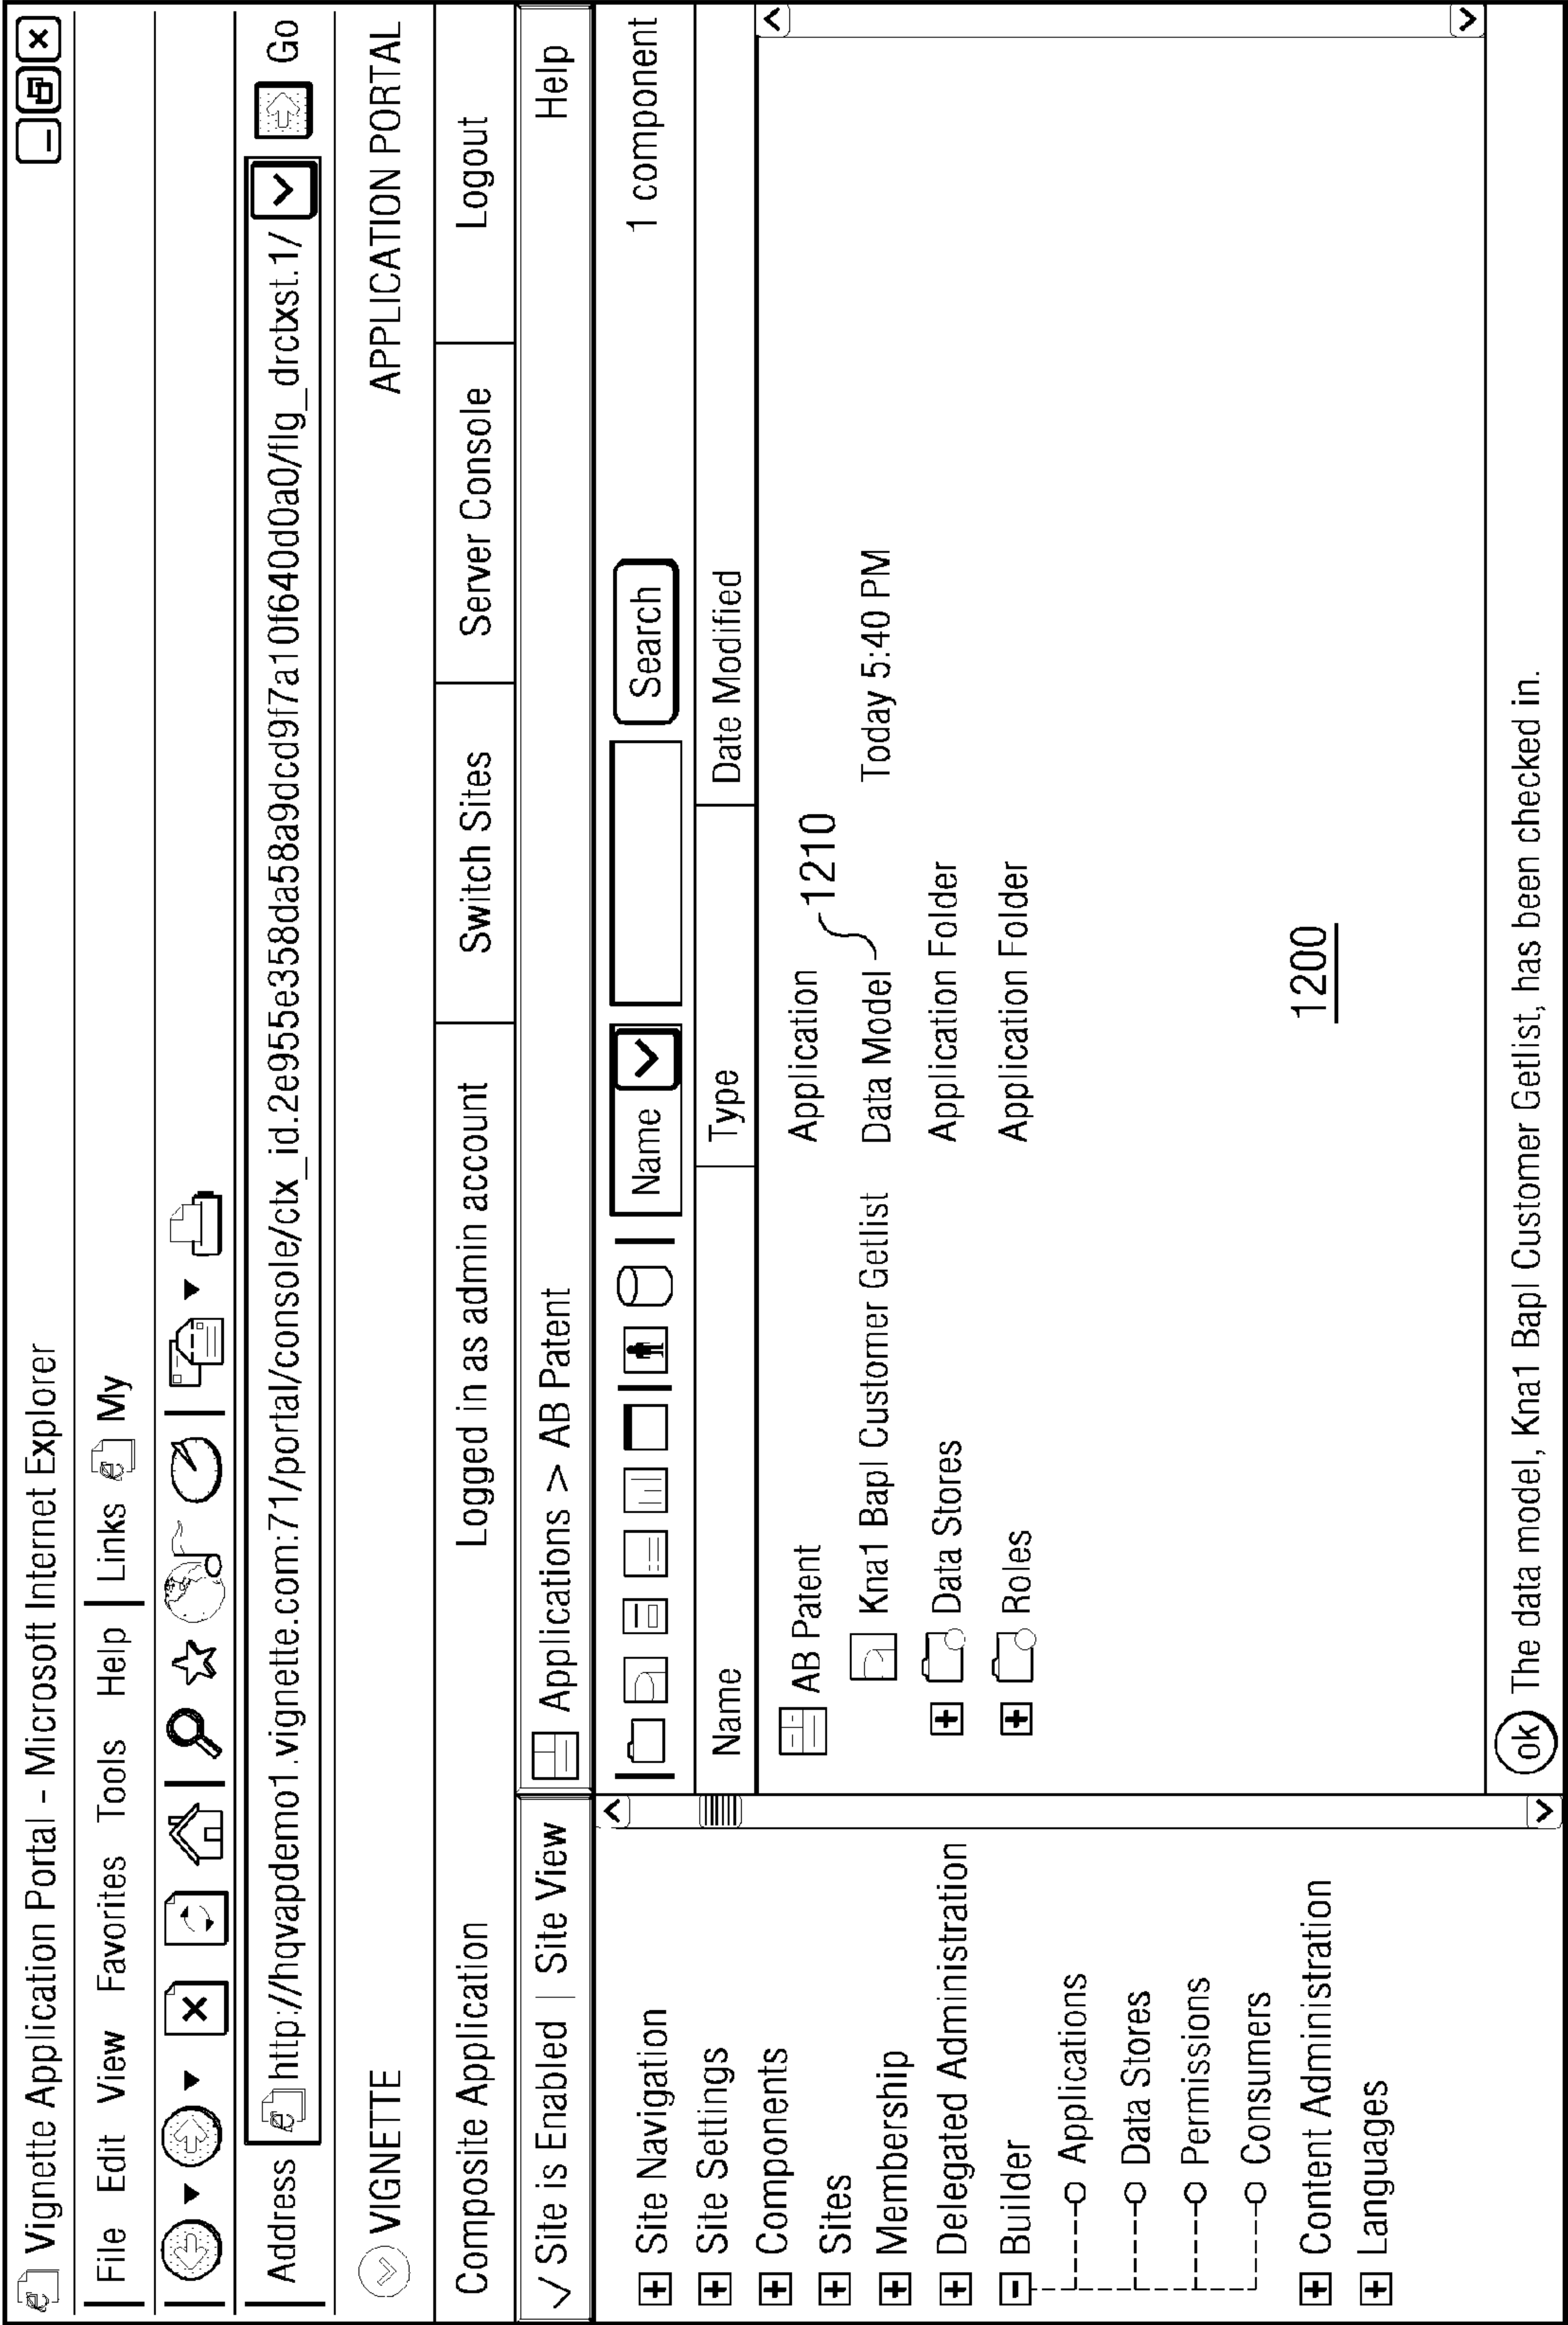 Vignette Application Portal - Microsoft Internet Explorer
File Edit View Favorites Tools Help Links My
Address http://hqvapdemo1.vignette.com:71/portal/console/ctx_id.2e955e358da58a9dcd9f7a10f640d0a0/flg_drctxst.1/ Go
VIGNETTE APPLICATION PORTAL
Composite Application Logged in as admin account Switch Sites Server Console Logout
Site is Enabled | Site View Applications > AB Patent Help
Name Search 1 component
Name Type Date Modified
Site Navigation
Site Settings
Components
Sites
Membership
Delegated Administration
Builder
Applications
Data Stores
Permissions
Consumers
Content Administration
Languages
AB Patent Application
1210
Kna1 Bapl Customer Getlist Data Model Today 5:40 PM
Data Stores Application Folder
Roles Application Folder
1200
ok The data model, Kna1 Bapl Customer Getlist, has been checked in.